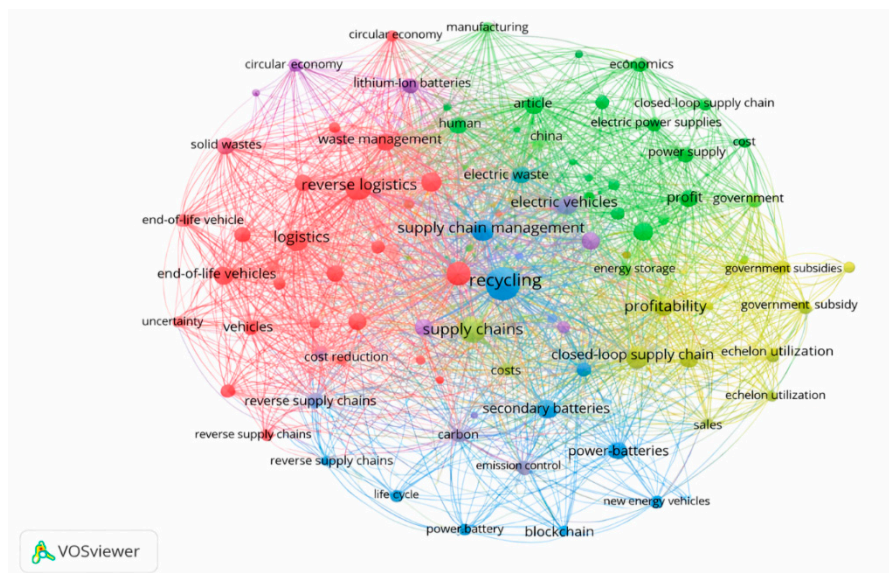 manufacturing
circular economy
circular economy
economics
lithium-ion batteries
article
closed-loop supply chain
human
china
electric power supplies
waste management
cost
solid wastes
power supply
electric waste
reverse logistics
electric vehicles
profit
government
end-of-life vehicle
supply chain management
logistics
end-of-life vehicles
energy storage
government subsidies
recycling
profitability
government subsidy
uncertainty
vehicles
supply chains
cost reduction
closed-loop supply chain
echelon utilization
costs
echelon utilization
reverse supply chains
secondary batteries
sales
reverse supply chains
carbon
power-batteries
reverse supply chains
emission control
life cycle
new energy vehicles
power battery
blockchain
VOSviewer